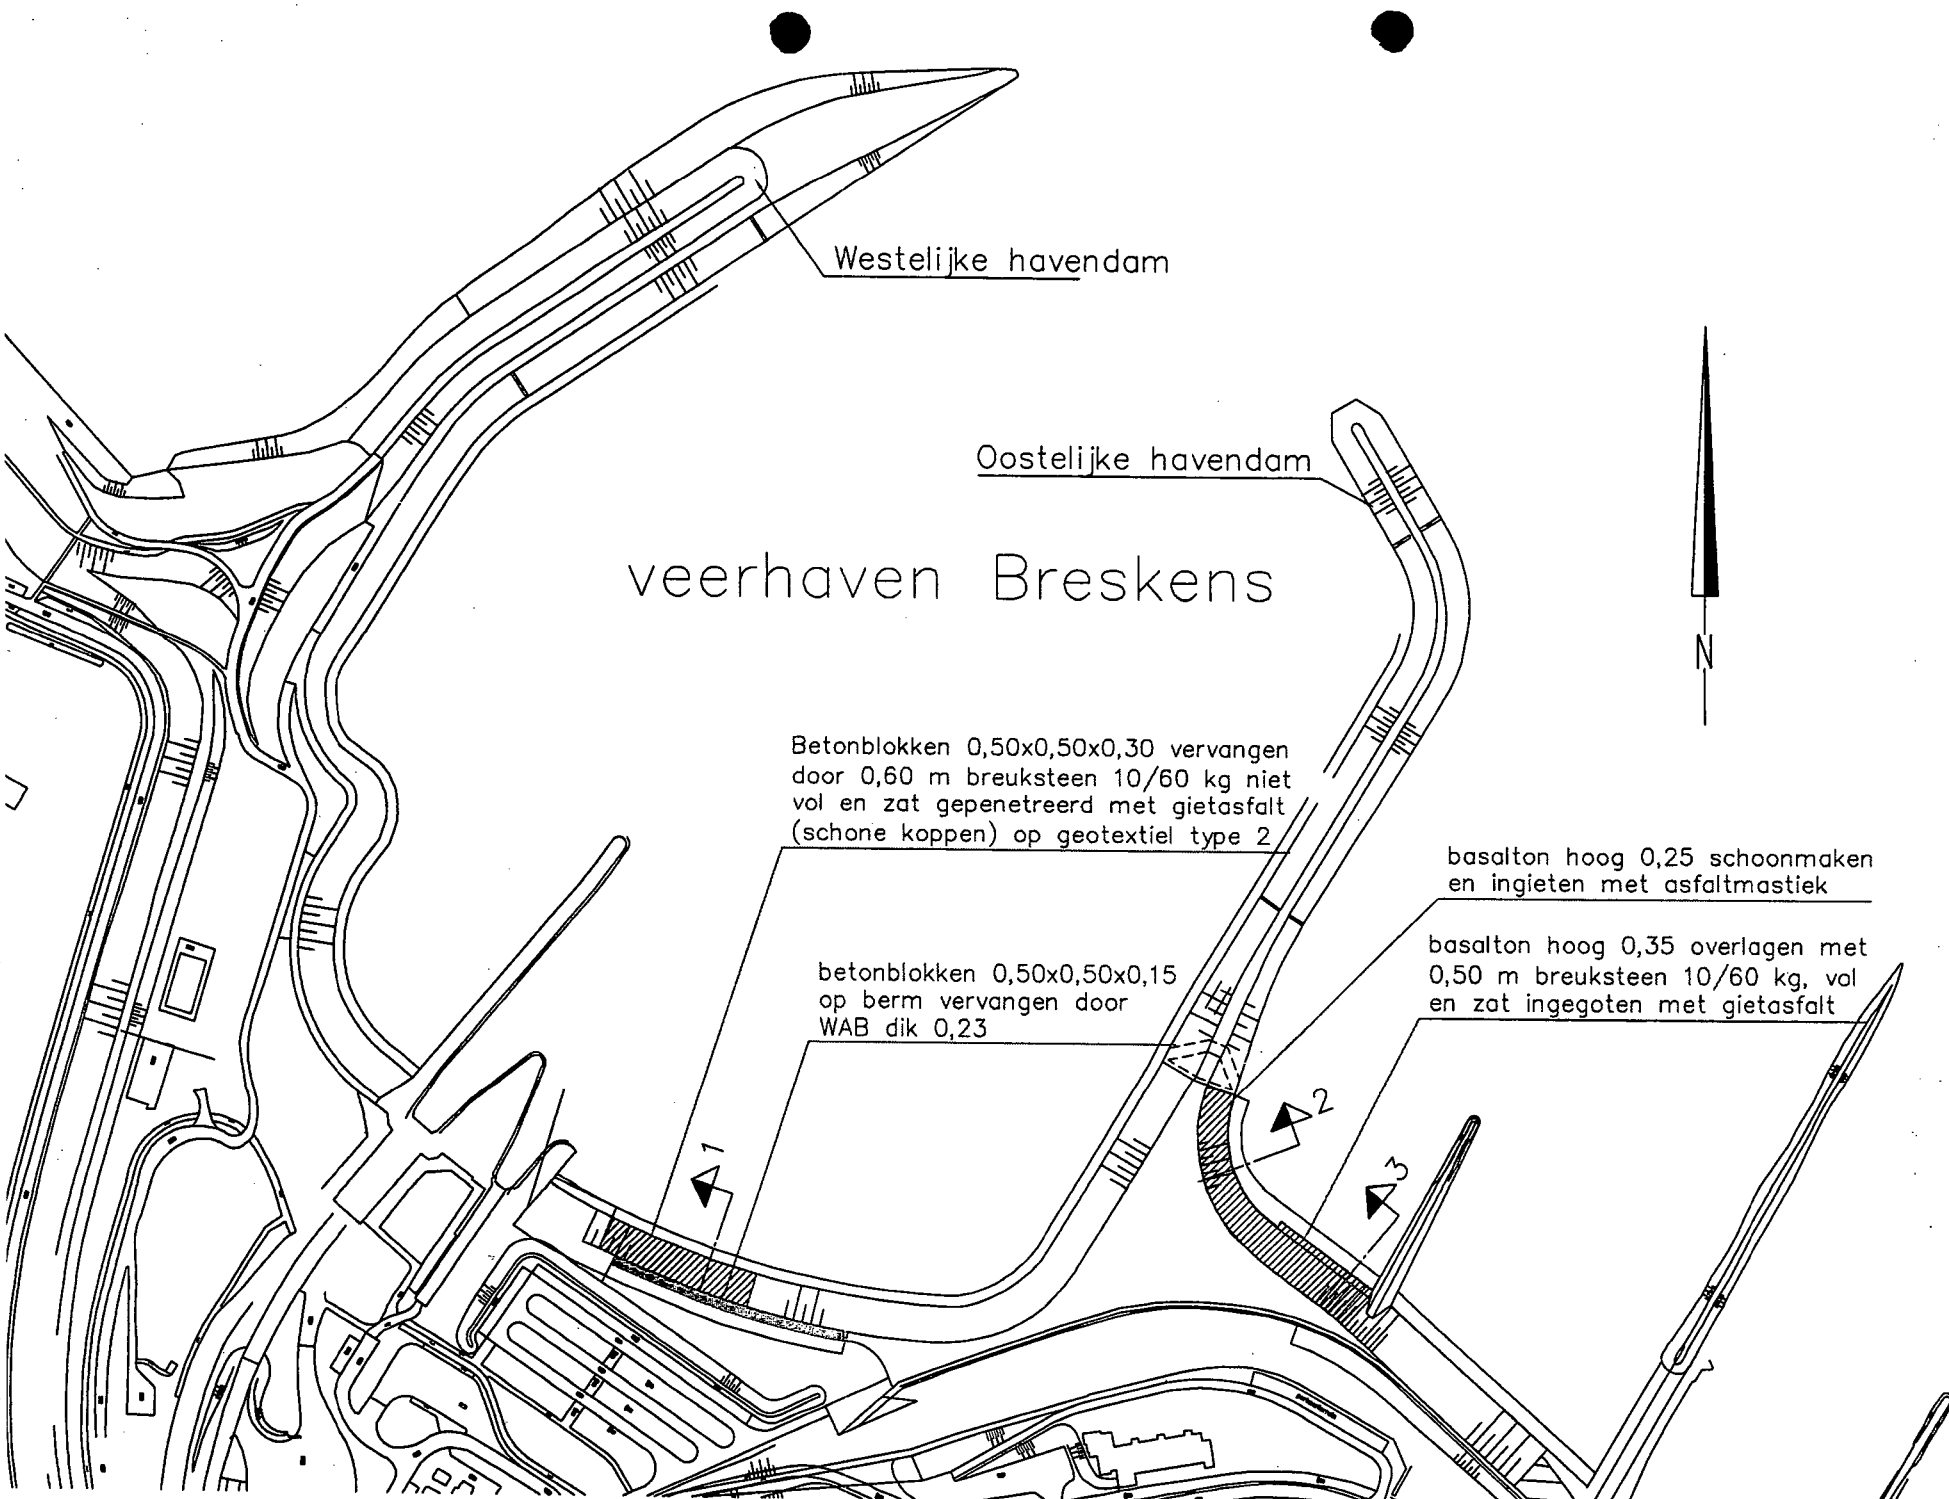 Westelijke havendam
Oostelijke havendam
veerhaven Breskens
N
Betonblokken 0,50x0,50x0,30 vervangen
door 0,60 m breuksteen 10/60 kg niet
vol en zat gepenetreerd met gietasfalt
(schone koppen) op geotextiel type 2
basalton hoog 0,25 schoonmaken
en ingieten met asfaltmastiek
basalton hoog 0,35 overlagen met
0,50 m breuksteen 10/60 kg, vol
en zat ingegoten met gietasfalt
betonblokken 0,50x0,50x0,15
op berm vervangen door
WAB dik 0,23
1
2
3